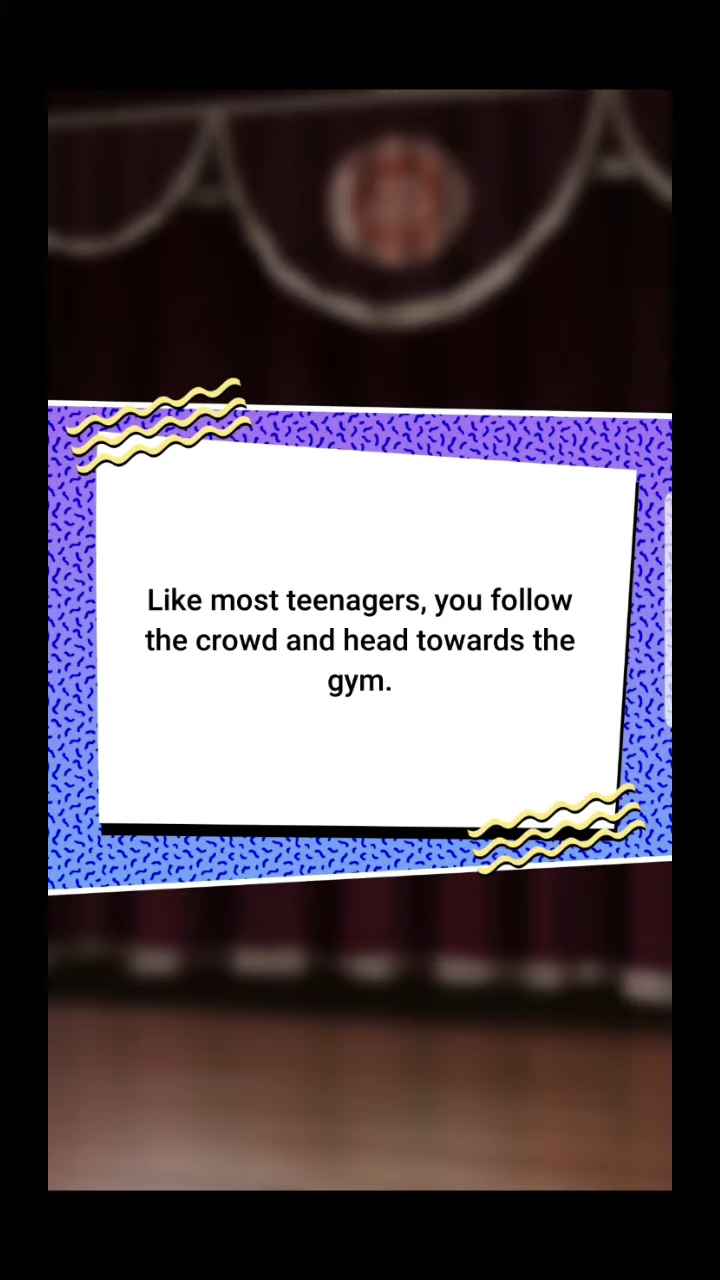 Like most teenagers, you follow
the crowd and head towards the
gym.